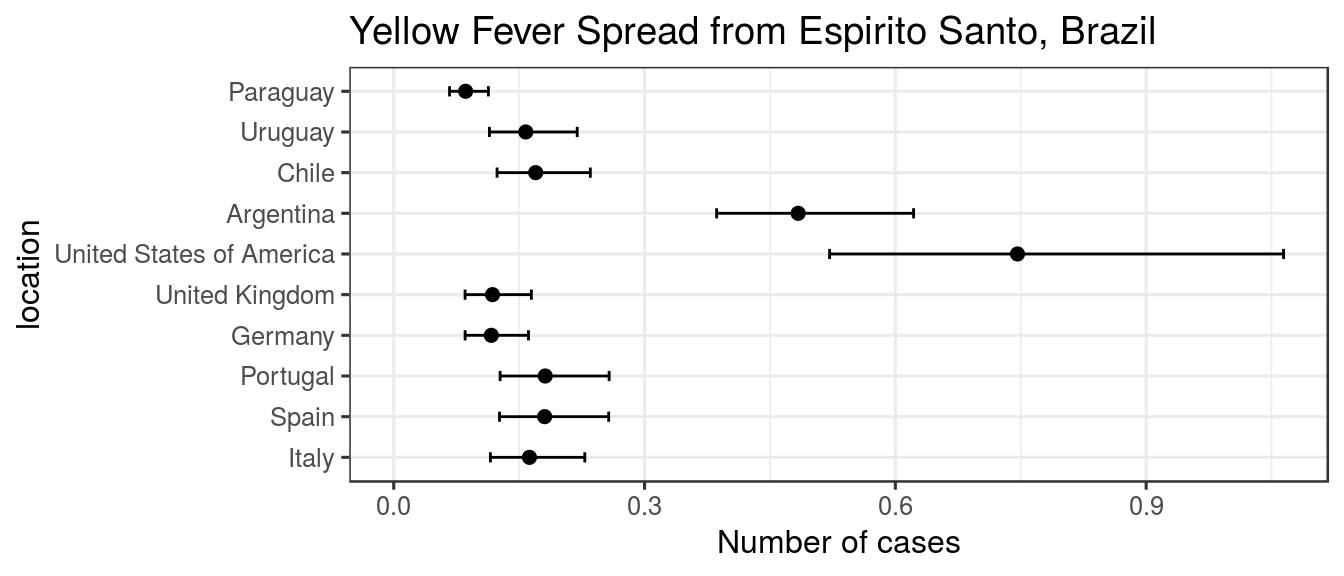 Yellow Fever Spread from Espirito Santo, Brazil
Paraguay
Uruguay
Chile
Argentina
United States of America
United Kingdom
Germany
Portugal
Spain
Italy
location
0.0 0.3 0.6 0.9
Number of cases